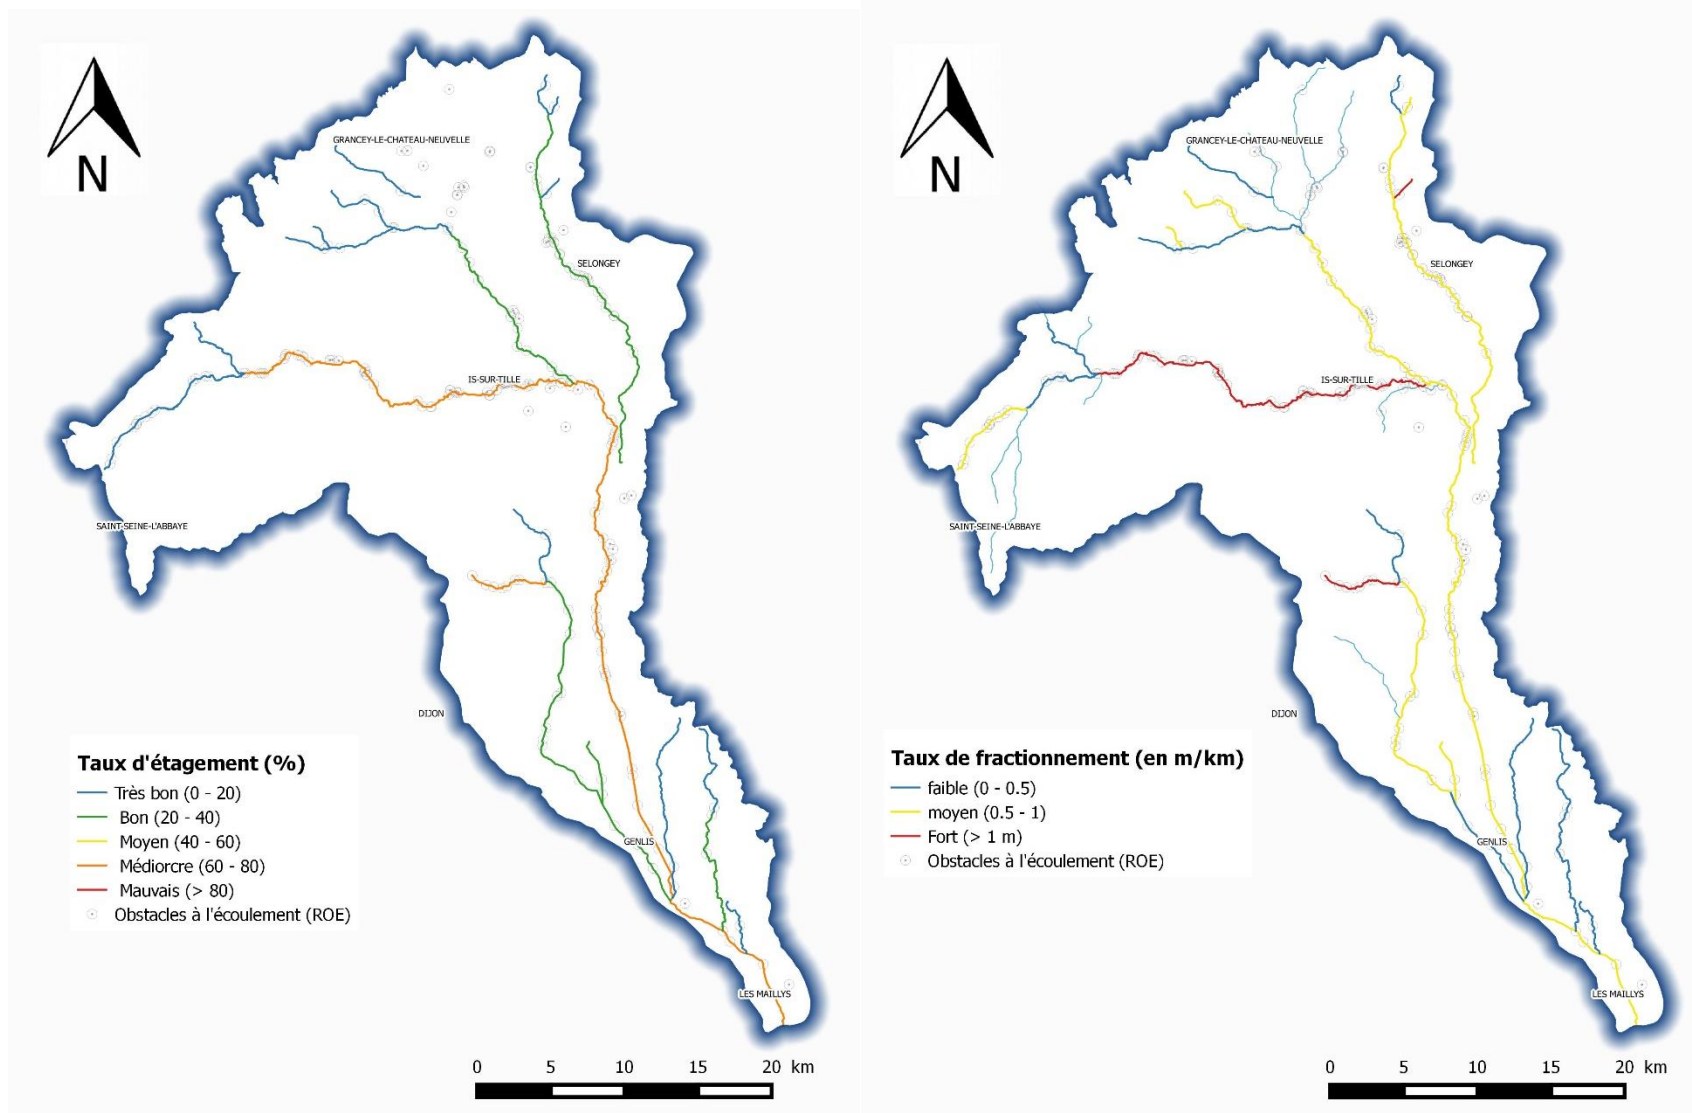 N
GRANCEY-LE-CHATEAU-NEUVELLE
SELONGEY
IS-SUR-TILLE
SAINT-SEINE-L'ABBAYE
DIJON
GENLIS
LES MAILLYS
Taux d'étagement (%)
Très bon (0 - 20)
Bon (20 - 40)
Moyen (40 - 60)
Médiorcre (60 - 80)
Mauvais (> 80)
Obstacles à l'écoulement (ROE)
0 5 10 15 20 km
N
GRANCEY-LE-CHATEAU-NEUVELLE
SELONGEY
IS-SUR-TILLE
SAINT-SEINE-L'ABBAYE
DIJON
GENLIS
LES MAILLYS
Taux de fractionnement (en m/km)
faible (0 - 0.5)
moyen (0.5 - 1)
Fort (> 1 m)
Obstacles à l'écoulement (ROE)
0 5 10 15 20 km